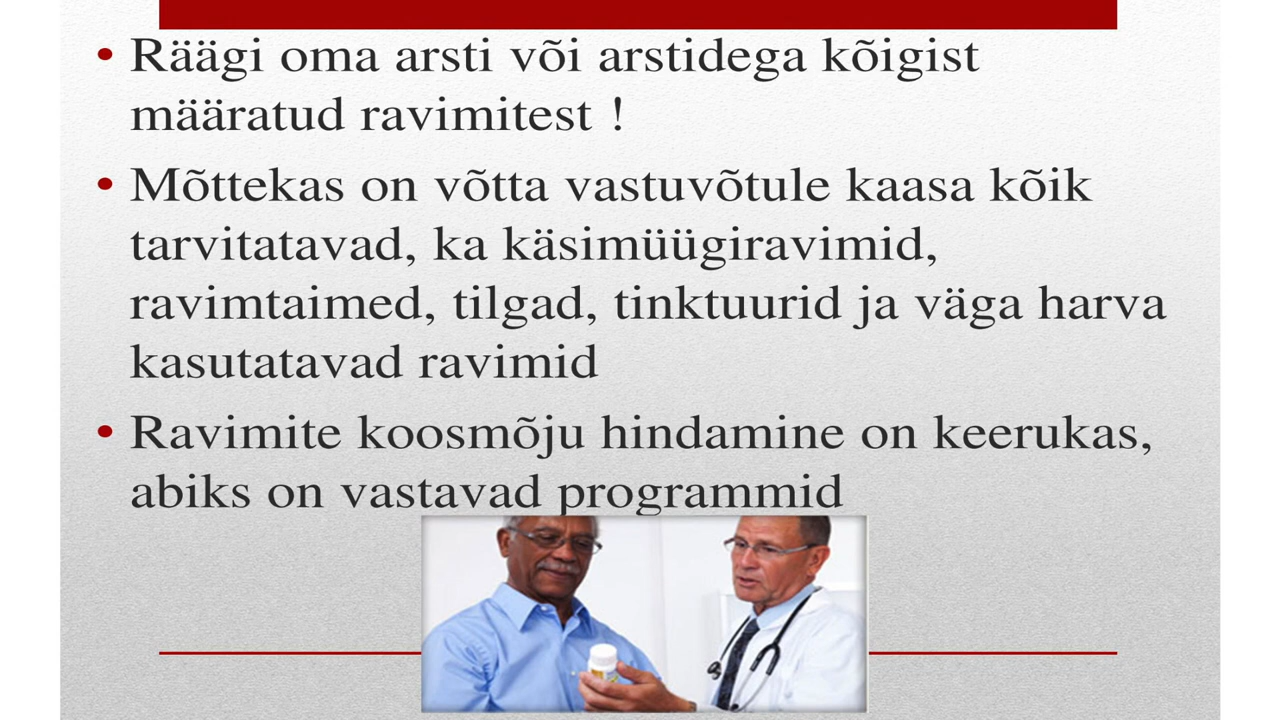 • Räägi oma arsti või arstidega kõigist
määratud ravimitest !
• Mõttekas on võtta vastuvõtule kaasa kõik
tarvitatavad, ka käsimüügiravimid,
ravimtaimed, tilgad, tinktuurid ja väga harva
kasutatavad ravimid
• Ravimite koosmõju hindamine on keerukas,
abiks on vastavad programmid